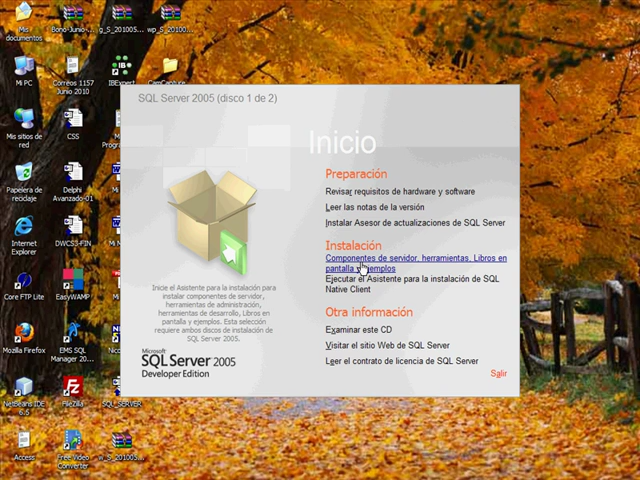 Mis
documentos
Bono-Junio-...
g_S_201005...
wp_S_20100...
Mi PC
Correos 1157
Junio 2010
IBExpert
CamCapture
Mis sitios de
red
CSS
Papelera de
reciclaje
Delphi
Avanzado-01
Internet
Explorer
DWCS3-FIN
Core FTP Lite
EasyWAMP
Mozilla Firefox
EMS SQL
Manager 20...
NetBeans IDE
6.5
FileZilla
SQL_SERVER
Access
Free Video
Converter
w_S_201005...
SQL Server 2005 (disco 1 de 2)
Inicio
Preparación
Revisar requisitos de hardware y software
Leer las notas de la versión
Instalar Asesor de actualizaciones de SQL Server
Instalación
Componentes de servidor, herramientas, Libros en
pantalla y ejemplos
Ejecutar el Asistente para la instalación de SQL
Native Client
Otra información
Examinar este CD
Visitar el sitio Web de SQL Server
Leer el contrato de licencia de SQL Server
Salir
Inicie el Asistente para la instalación para
instalar componentes de servidor,
herramientas de administración,
herramientas de desarrollo, Libros en
pantalla y ejemplos. Esta selección
requiere ambos discos de instalación de
SQL Server 2005.
Microsoft
SQL Server 2005
Developer Edition